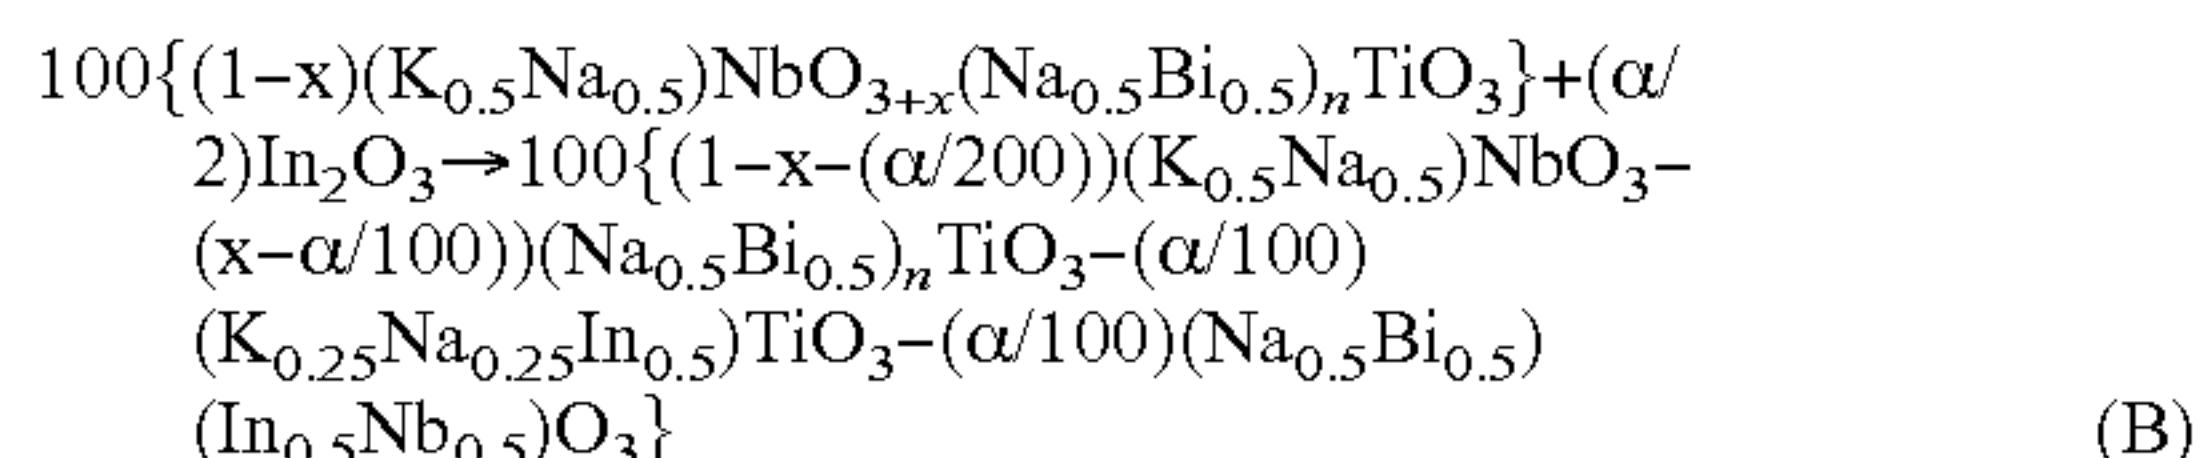 100{(1−x)(K₀.₅Na₀.₅)NbO₃₊ₓ(Na₀.₅Bi₀.₅)ₙTiO₃}+(α/
2)In₂O₃→100{(1−x−(α/200))(K₀.₅Na₀.₅)NbO₃−
(x−α/100))(Na₀.₅Bi₀.₅)ₙTiO₃−(α/100)
(K₀.₂₅Na₀.₂₅In₀.₅)TiO₃−(α/100)(Na₀.₅Bi₀.₅)
(In₀.₅Nb₀.₅)O₃} (B)